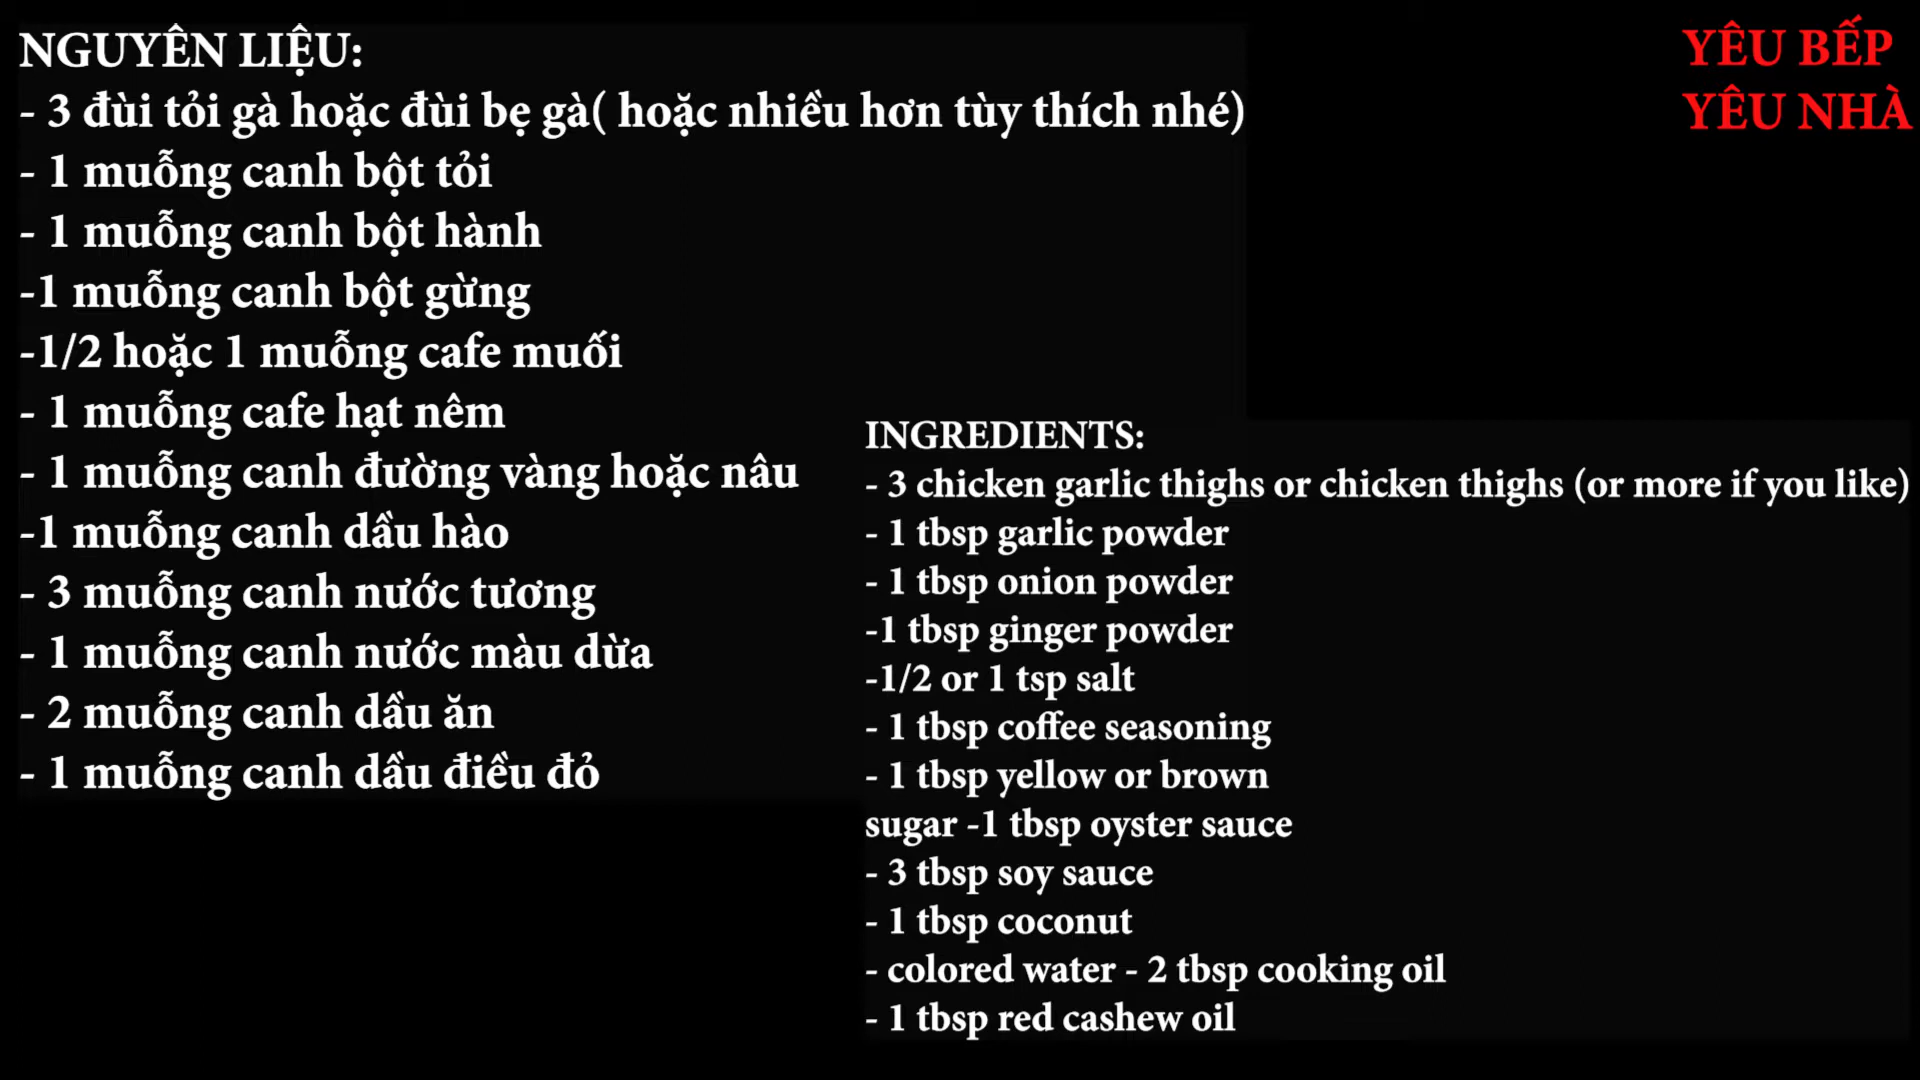 NGUYÊN LIỆU:
- 3 đùi tỏi gà hoặc đùi bẹ gà( hoặc nhiều hơn tùy thích nhé)
- 1 muỗng canh bột tỏi
- 1 muỗng canh bột hành
-1 muỗng canh bột gừng
-1/2 hoặc 1 muỗng cafe muối
- 1 muỗng cafe hạt nêm
- 1 muỗng canh đường vàng hoặc nâu
-1 muỗng canh dầu hào
- 3 muỗng canh nước tương
- 1 muỗng canh nước màu dừa
- 2 muỗng canh dầu ăn
- 1 muỗng canh dầu điều đỏ
YÊU BẾP
YÊU NHÀ
INGREDIENTS:
- 3 chicken garlic thighs or chicken thighs (or more if you like)
- 1 tbsp garlic powder
- 1 tbsp onion powder
-1 tbsp ginger powder
-1/2 or 1 tsp salt
- 1 tbsp coffee seasoning
- 1 tbsp yellow or brown
sugar -1 tbsp oyster sauce
- 3 tbsp soy sauce
- 1 tbsp coconut
- colored water - 2 tbsp cooking oil
- 1 tbsp red cashew oil